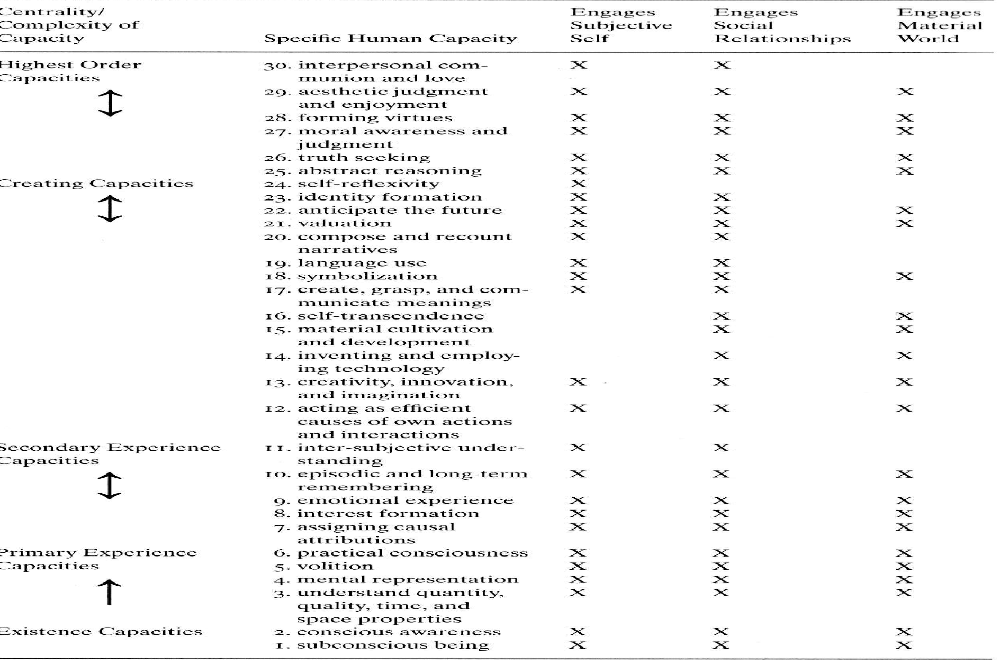 Centrality/ Engages Engages Engages
Complexity of Subjective Social Material
Capacity Specific Human Capacity Self Relationships World
Highest Order 30. interpersonal com- X X
Capacities munion and love
29. aesthetic judgment X X X
and enjoyment
28. forming virtues X X X
27. moral awareness and X X X
judgment
26. truth seeking X X X
25. abstract reasoning X X X
Creating Capacities 24. self-reflexivity X
23. identity formation X X
22. anticipate the future X X X
21. valuation X X X
20. compose and recount X X
narratives
19. language use X X
18. symbolization X X X
17. create, grasp, and com- X X
municate meanings
16. self-transcendence X X
15. material cultivation X X
and development
14. inventing and employ- X X
ing technology
13. creativity, innovation, X X X
and imagination
12. acting as efficient X X X
causes of own actions
and interactions
Secondary Experience 11. inter-subjective under- X X
Capacities standing
10. episodic and long-term X X X
remembering
9. emotional experience X X X
8. interest formation X X X
7. assigning causal X X X
attributions
Primary Experience 6. practical consciousness X X X
Capacities 5. volition X X X
4. mental representation X X X
3. understand quantity, X X X
quality, time, and
space properties
Existence Capacities 2. conscious awareness X X X
1. subconscious being X X X